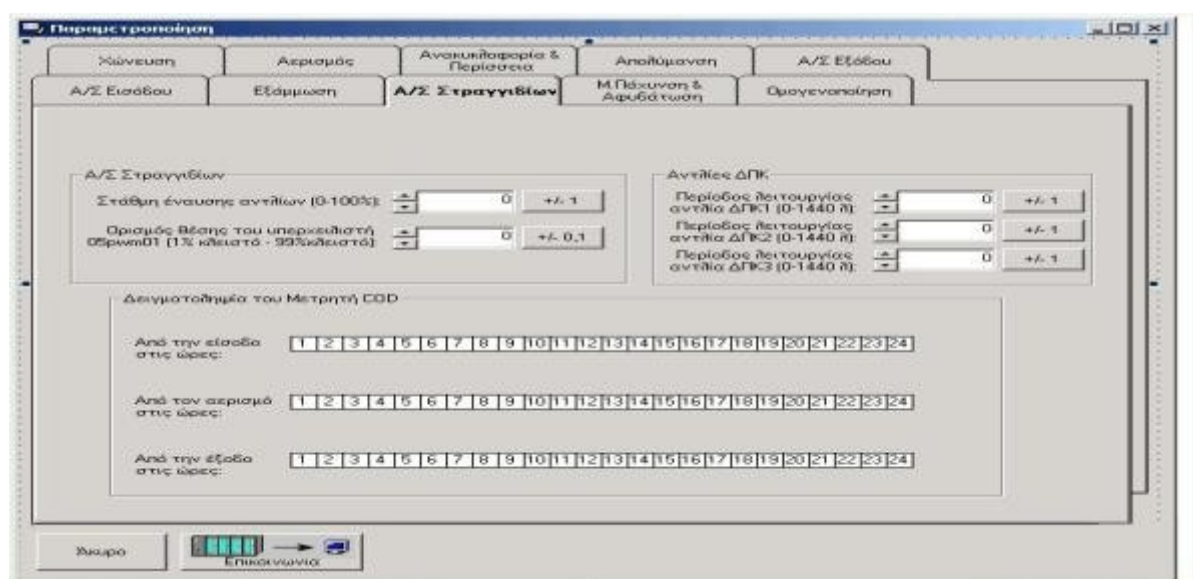 Παραμετροποίηση
Χώνευση Αερισμός Ανακυκλοφορία & Περίσσεια Απολύμανση Α/Σ Εξόδου
Α/Σ Εισόδου Εξάμμωση Α/Σ Στραγγιδίων Μ.Πάχυνση & Αφυδάτωση Ομογενοποίηση
Α/Σ Στραγγιδίων
Στάθμη έναυσης αντλίων (0-100%): 0 +/- 1
Ορισμός θέσης του υπερχειλιστή
05pwm01 (1% κλειστό - 99%κλειστό): 0 +/- 0,1
Αντλίες ΔΠΚ
Περίοδος λειτουργίας
αντλία ΔΠΚ1 (0-1440 λ): 0 +/- 1
Περίοδος λειτουργίας
αντλία ΔΠΚ2 (0-1440 λ): 0 +/- 1
Περίοδος λειτουργίας
αντλία ΔΠΚ3 (0-1440 λ): 0 +/- 1
Δειγματοληψία του Μετρητή COD
Από την είσοδο
στις ώρες: 1 2 3 4 5 6 7 8 9 10 11 12 13 14 15 16 17 18 19 20 21 22 23 24
Από τον αερισμό
στις ώρες: 1 2 3 4 5 6 7 8 9 10 11 12 13 14 15 16 17 18 19 20 21 22 23 24
Από την έξοδο
στις ώρες: 1 2 3 4 5 6 7 8 9 10 11 12 13 14 15 16 17 18 19 20 21 22 23 24
Άκυρο
Επικοινωνία